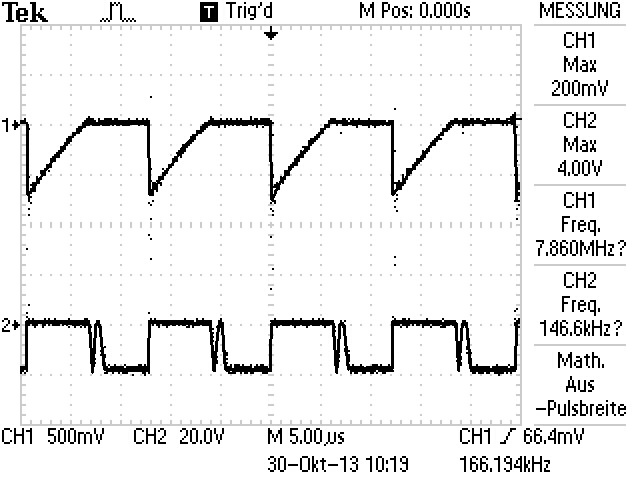 Tek T Trig'd M Pos: 0.000s MESSUNG
CH1
Max
200mV
CH2
Max
4.00V
CH1
Freq.
7.860MHz?
CH2
Freq.
146.6kHz?
Math.
Aus
-Pulsbreite
1
2
CH1 500mV CH2 20.0V M 5.00µs CH1 66.4mV
30-Okt-13 10:19 166.194kHz